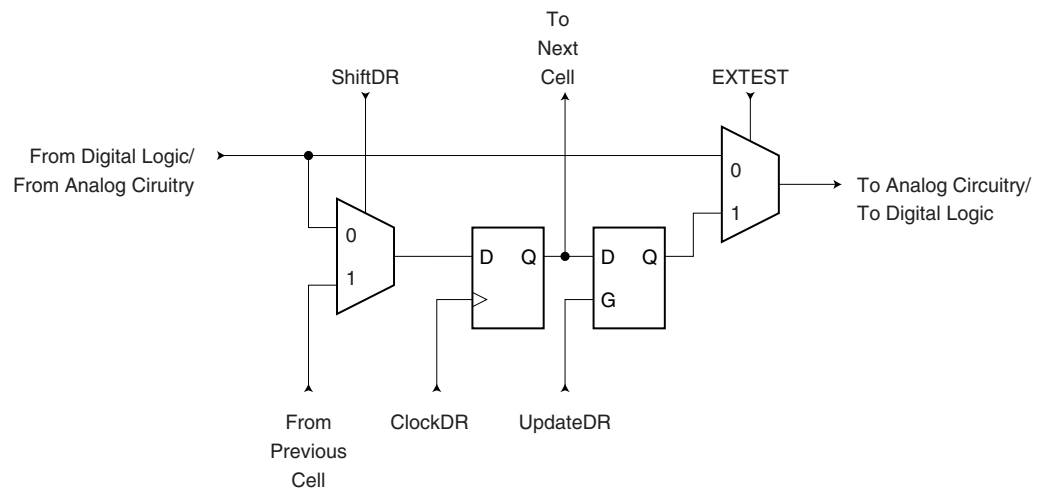 To
Next
Cell
ShiftDR
EXTEST
From Digital Logic/
From Analog Ciruitry
0
1
To Analog Circuitry/
To Digital Logic
0
1
D Q
D Q
G
From
Previous
Cell
ClockDR
UpdateDR